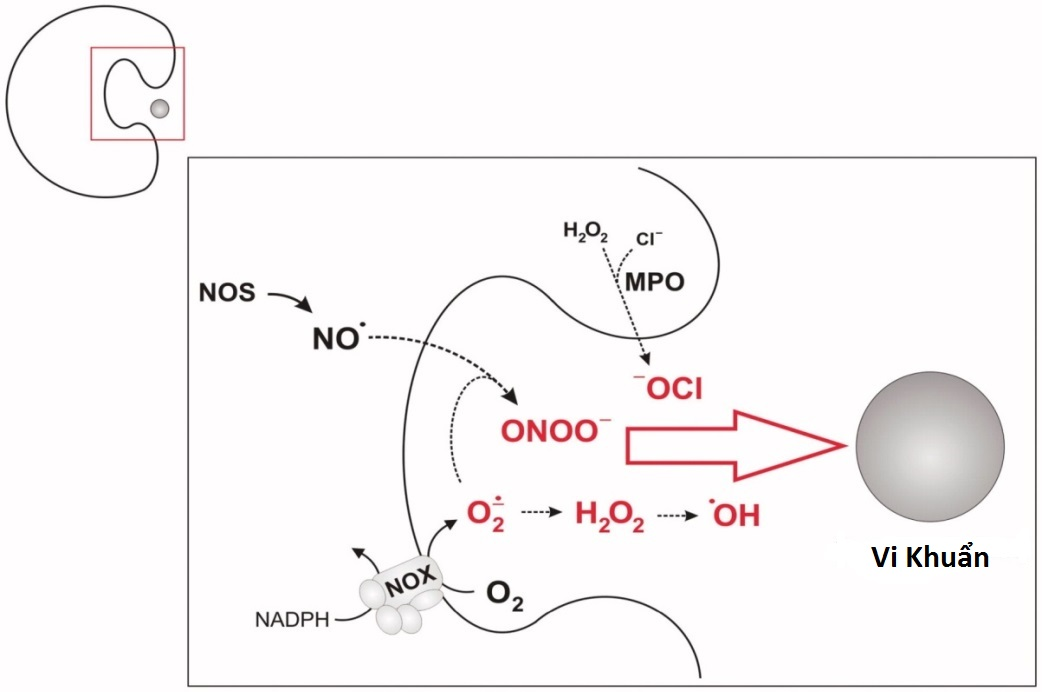 H₂O₂
Cl⁻
MPO
NOS
NO˙
⁻OCl
ONOO⁻
O₂˙⁻
H₂O₂
˙OH
Vi Khuẩn
NOX
O₂
NADPH